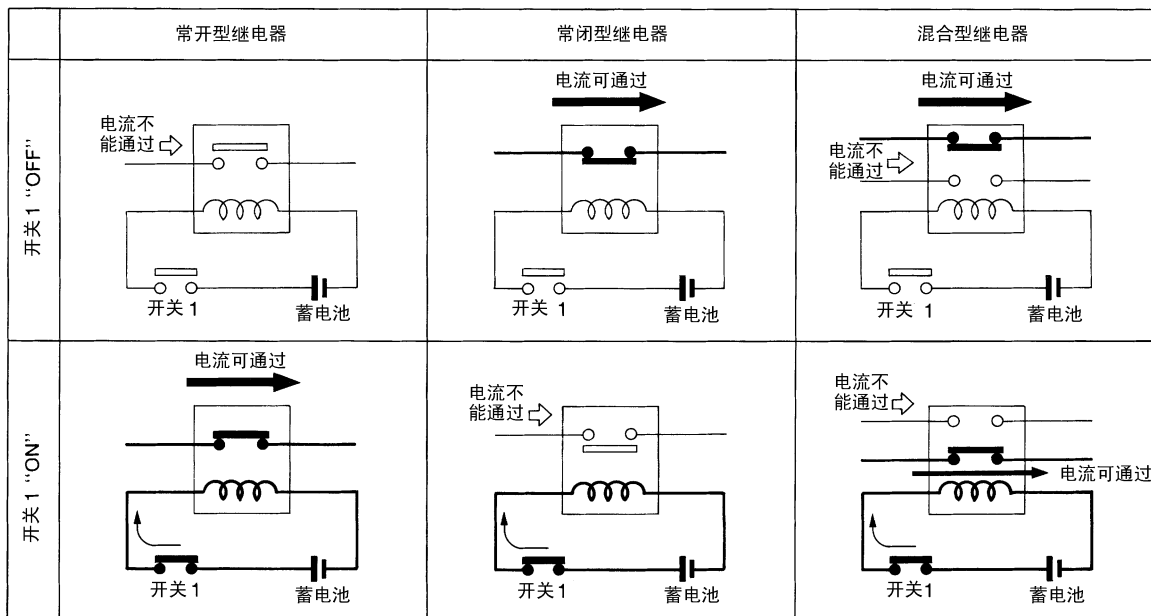 常开型继电器
常闭型继电器
混合型继电器
开关 1 “OFF”
电流不
能通过
开关 1
蓄电池
电流可通过
开关 1
蓄电池
电流可通过
电流不
能通过
开关 1
蓄电池
开关 1 “ON”
电流可通过
开关 1
蓄电池
电流不
能通过
开关 1
蓄电池
电流不
能通过
电流可通过
开关 1
蓄电池